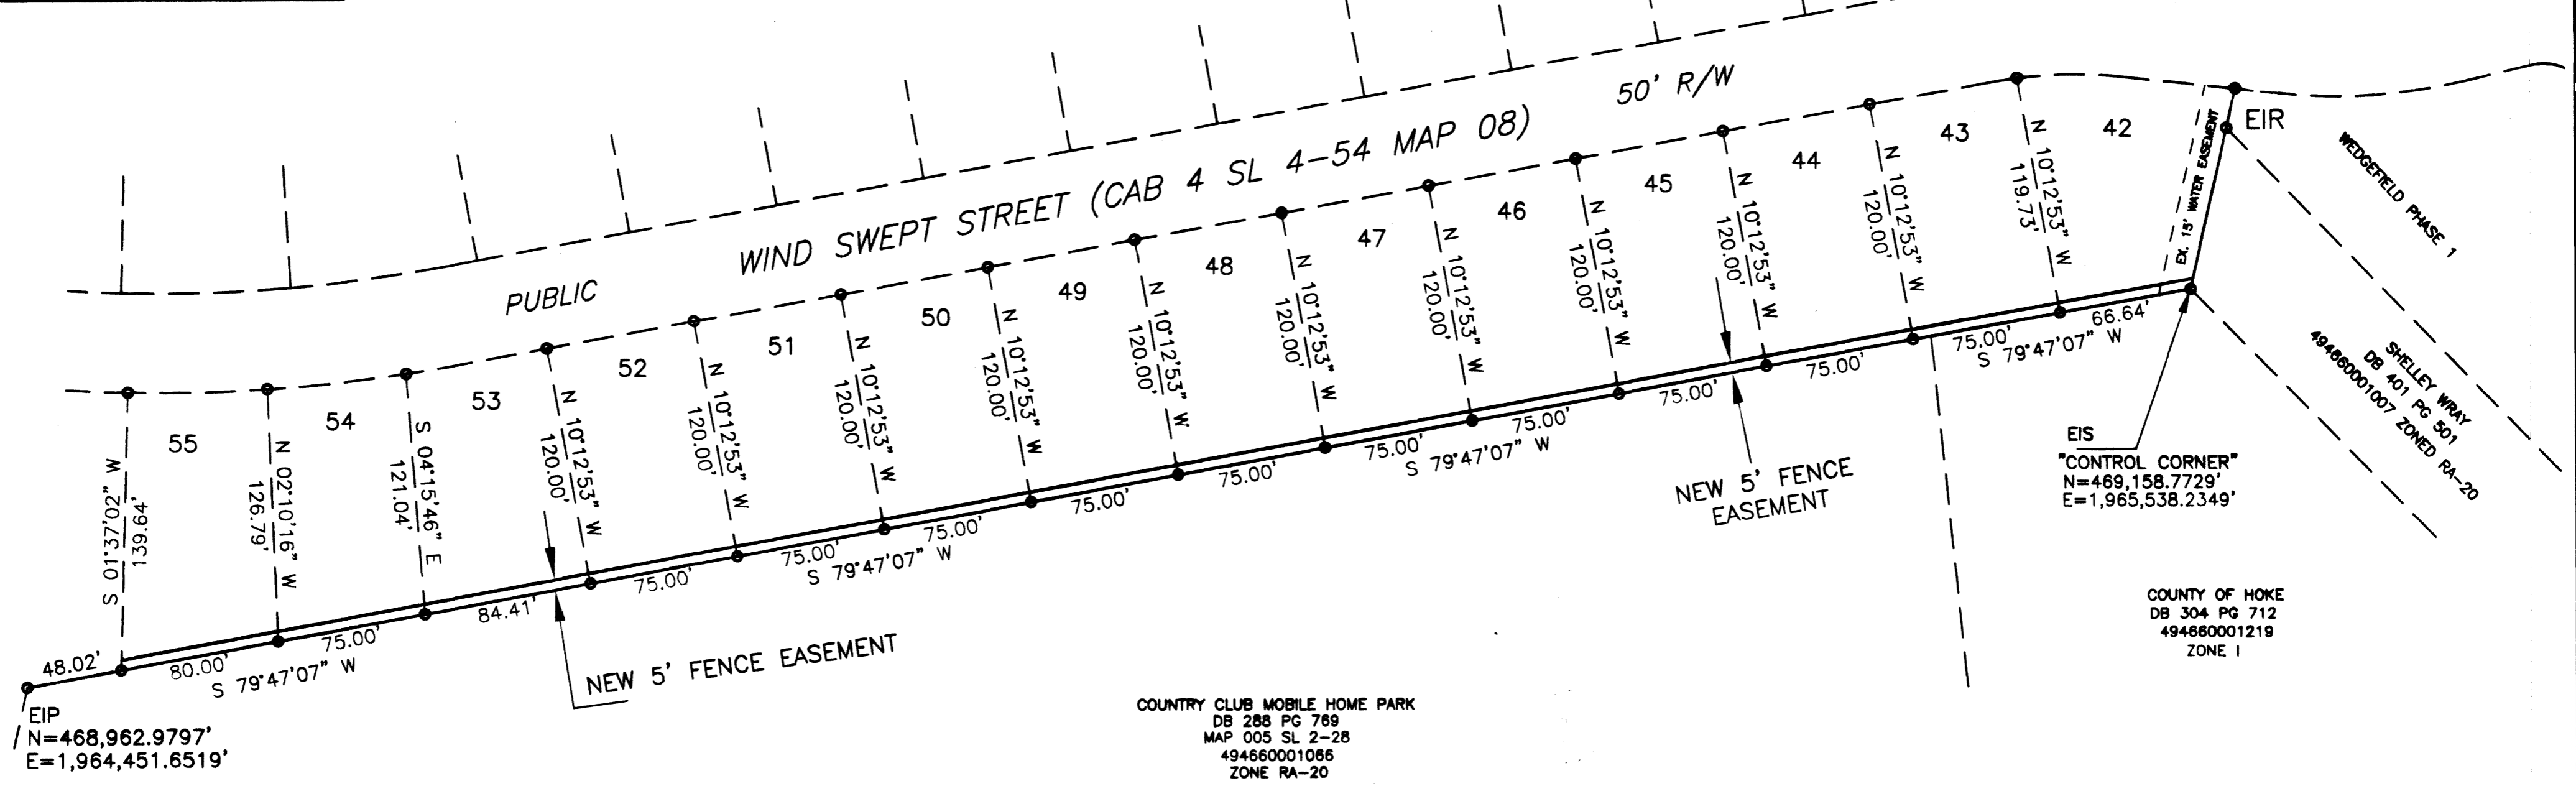 PUBLIC
WIND SWEPT STREET (CAB 4 SL 4-54 MAP 08)
50' R/W
55
54
53
52
51
50
49
48
47
46
45
44
43
42
S 01°37'02" W
139.64'
N 02°10'16" W
126.79'
S 04°15'46" E
121.04'
N 10°12'53" W
120.00'
N 10°12'53" W
120.00'
N 10°12'53" W
120.00'
N 10°12'53" W
120.00'
N 10°12'53" W
120.00'
N 10°12'53" W
120.00'
N 10°12'53" W
120.00'
N 10°12'53" W
120.00'
N 10°12'53" W
120.00'
N 10°12'53" W
120.00'
N 10°12'53" W
119.73'
EX. 15' WATER EASEMENT
EIR
WEDGEFIELD PHASE 1
SHELLEY WRAY
DB 401 PG 501
494660001007 ZONED RA-20
48.02'
80.00'
S 79°47'07" W
75.00'
84.41'
75.00'
75.00'
S 79°47'07" W
75.00'
75.00'
75.00'
75.00'
S 79°47'07" W
75.00'
75.00'
75.00'
75.00'
S 79°47'07" W
66.64'
EIP
N=468,962.9797'
E=1,964,451.6519'
NEW 5' FENCE EASEMENT
NEW 5' FENCE
EASEMENT
EIS
"CONTROL CORNER"
N=469,158.7729'
E=1,965,538.2349'
COUNTRY CLUB MOBILE HOME PARK
DB 288 PG 769
MAP 005 SL 2-28
494660001066
ZONE RA-20
COUNTY OF HOKE
DB 304 PG 712
494660001219
ZONE I